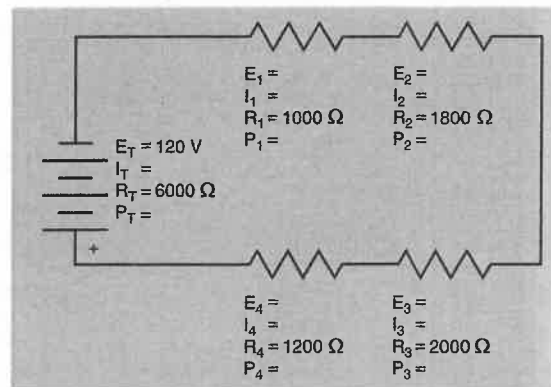 E₁ =
I₁ =
R₁ = 1000 Ω
P₁ =
E₂ =
I₂ =
R₂ = 1800 Ω
P₂ =
E_T = 120 V
I_T =
R_T = 6000 Ω
P_T =
+
E₄ =
I₄ =
R₄ = 1200 Ω
P₄ =
E₃ =
I₃ =
R₃ = 2000 Ω
P₃ =